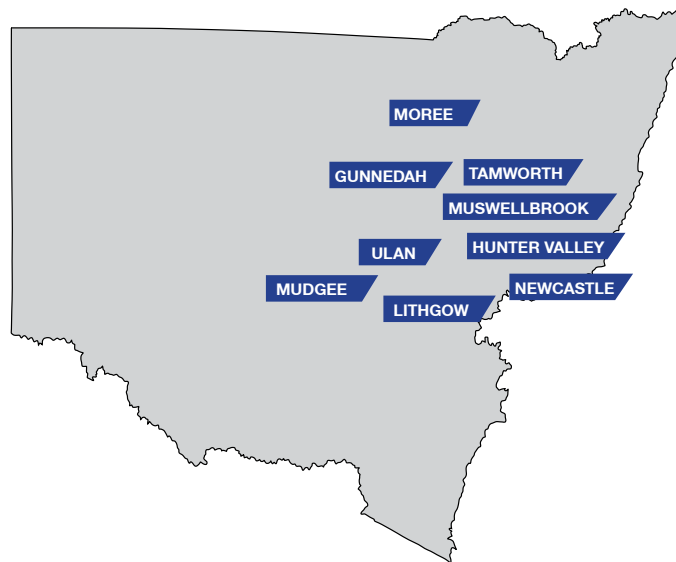 MOREE
GUNNEDAH
TAMWORTH
MUSWELLBROOK
HUNTER VALLEY
ULAN
MUDGEE
NEWCASTLE
LITHGOW